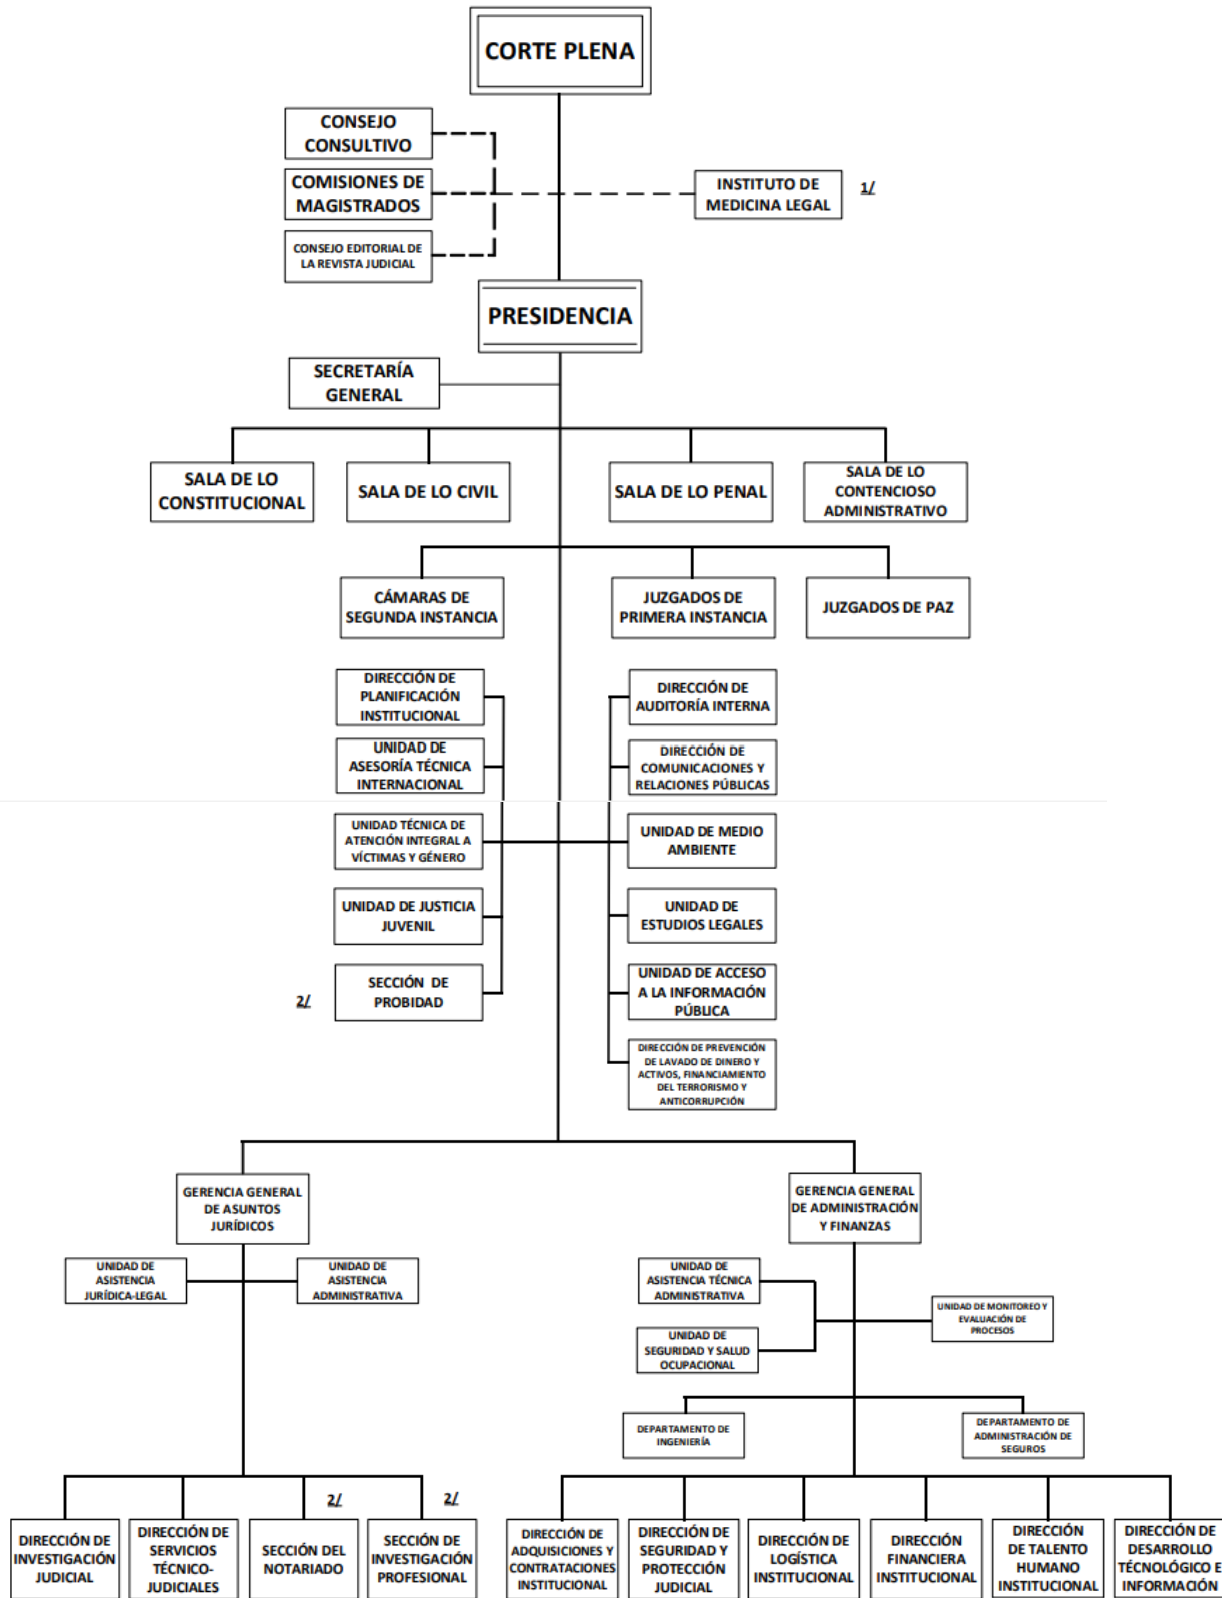 CORTE PLENA
CONSEJO
CONSULTIVO
COMISIONES DE
MAGISTRADOS
INSTITUTO DE
MEDICINA LEGAL
1/
CONSEJO EDITORIAL DE
LA REVISTA JUDICIAL
PRESIDENCIA
SECRETARÍA
GENERAL
SALA DE LO
CONSTITUCIONAL
SALA DE LO CIVIL
SALA DE LO PENAL
SALA DE LO
CONTENCIOSO
ADMINISTRATIVO
CÁMARAS DE
SEGUNDA INSTANCIA
JUZGADOS DE
PRIMERA INSTANCIA
JUZGADOS DE PAZ
DIRECCIÓN DE
PLANIFICACIÓN
INSTITUCIONAL
DIRECCIÓN DE
AUDITORÍA INTERNA
UNIDAD DE
ASESORÍA TÉCNICA
INTERNACIONAL
DIRECCIÓN DE
COMUNICACIONES Y
RELACIONES PÚBLICAS
UNIDAD TÉCNICA DE
ATENCIÓN INTEGRAL A
VÍCTIMAS Y GÉNERO
UNIDAD DE MEDIO
AMBIENTE
UNIDAD DE JUSTICIA
JUVENIL
UNIDAD DE
ESTUDIOS LEGALES
2/
SECCIÓN DE
PROBIDAD
UNIDAD DE ACCESO
A LA INFORMACIÓN
PÚBLICA
DIRECCIÓN DE PREVENCIÓN
DE LAVADO DE DINERO Y
ACTIVOS, FINANCIAMIENTO
DEL TERRORISMO Y
ANTICORRUPCIÓN
GERENCIA GENERAL
DE ASUNTOS
JURÍDICOS
GERENCIA GENERAL
DE ADMINISTRACIÓN
Y FINANZAS
UNIDAD DE
ASISTENCIA
JURÍDICA-LEGAL
UNIDAD DE
ASISTENCIA
ADMINISTRATIVA
UNIDAD DE
ASISTENCIA TÉCNICA
ADMINISTRATIVA
UNIDAD DE MONITOREO Y
EVALUACIÓN DE
PROCESOS
UNIDAD DE
SEGURIDAD Y SALUD
OCUPACIONAL
DEPARTAMENTO DE
INGENIERÍA
DEPARTAMENTO DE
ADMINISTRACIÓN DE
SEGUROS
2/
2/
DIRECCIÓN DE
INVESTIGACIÓN
JUDICIAL
DIRECCIÓN DE
SERVICIOS
TÉCNICO-
JUDICIALES
SECCIÓN DEL
NOTARIADO
SECCIÓN DE
INVESTIGACIÓN
PROFESIONAL
DIRECCIÓN DE
ADQUISICIONES Y
CONTRATACIONES
INSTITUCIONAL
DIRECCIÓN DE
SEGURIDAD Y
PROTECCIÓN
JUDICIAL
DIRECCIÓN DE
LOGÍSTICA
INSTITUCIONAL
DIRECCIÓN
FINANCIERA
INSTITUCIONAL
DIRECCIÓN
DE TALENTO
HUMANO
INSTITUCIONAL
DIRECCIÓN DE
DESARROLLO
TÉCNOLÓGICO E
INFORMACIÓN